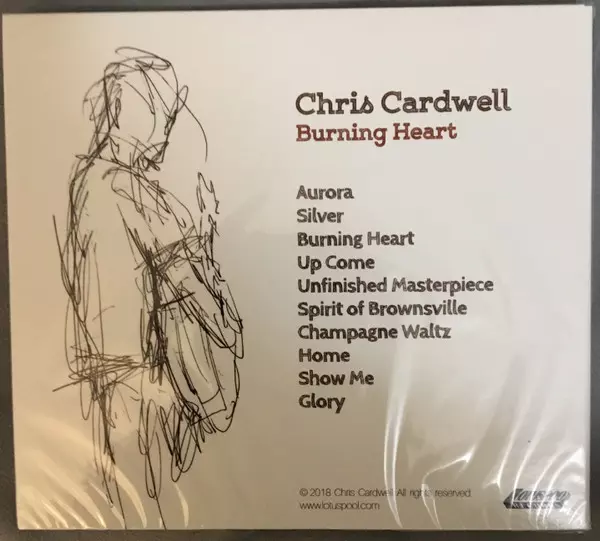 Chris Cardwell
Burning Heart
Aurora
Silver
Burning Heart
Up Come
Unfinished Masterpiece
Spirit of Brownsville
Champagne Waltz
Home
Show Me
Glory
© 2018 Chris Cardwell All rights reserved.
www.lotuspool.com